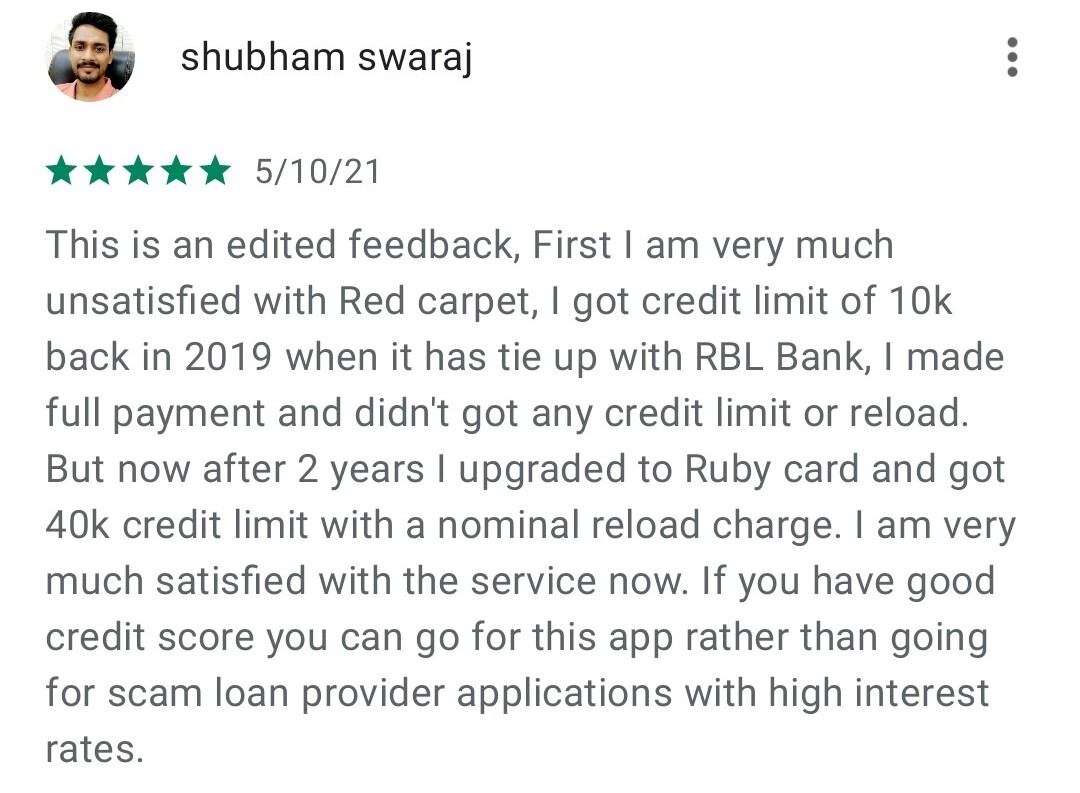 shubham swaraj
5/10/21
This is an edited feedback, First I am very much
unsatisfied with Red carpet, I got credit limit of 10k
back in 2019 when it has tie up with RBL Bank, I made
full payment and didn't got any credit limit or reload.
But now after 2 years I upgraded to Ruby card and got
40k credit limit with a nominal reload charge. I am very
much satisfied with the service now. If you have good
credit score you can go for this app rather than going
for scam loan provider applications with high interest
rates.